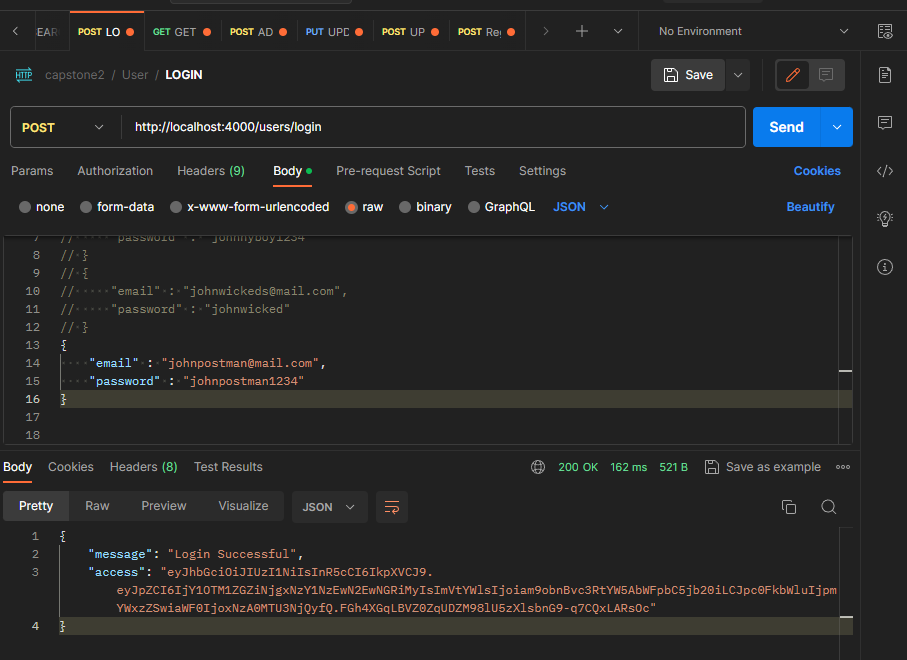 EAR POST LO GET GET POST AD PUT UPD POST UP POST Re No Environment
capstone2 / User / LOGIN Save
POST http://localhost:4000/users/login Send
Params Authorization Headers (9) Body Pre-request Script Tests Settings Cookies
none form-data x-www-form-urlencoded raw binary GraphQL JSON Beautify
7 // "password" : "johnnyboy1234"
8 // }
9 // {
10 // "email" : "johnwickeds@mail.com",
11 // "password" : "johnwicked"
12 // }
13 {
14 "email" : "johnpostman@mail.com",
15 "password" : "johnpostman1234"
16 }
17
18
Body Cookies Headers (8) Test Results 200 OK 162 ms 521 B Save as example
Pretty Raw Preview Visualize JSON
1 {
2 "message": "Login Successful",
3 "access": "eyJhbGciOiJIUzI1NiIsInR5cCI6IkpXVCJ9.
eyJpZCI6IjY1OTM1ZGZiNjgxNzY1NzEwN2EwNGRiMyIsImVtYWlsIjoiam9obnBvc3RtYW5AbWFpbC5jb20iLCJpc0FkbWluIjpm
YWxzZSwiaWF0IjoxNzA0MTU3NjQyfQ.FGh4XGqLBVZ0ZqUDZM98lU5zXlsbnG9-q7CQxLARsOc"
4 }